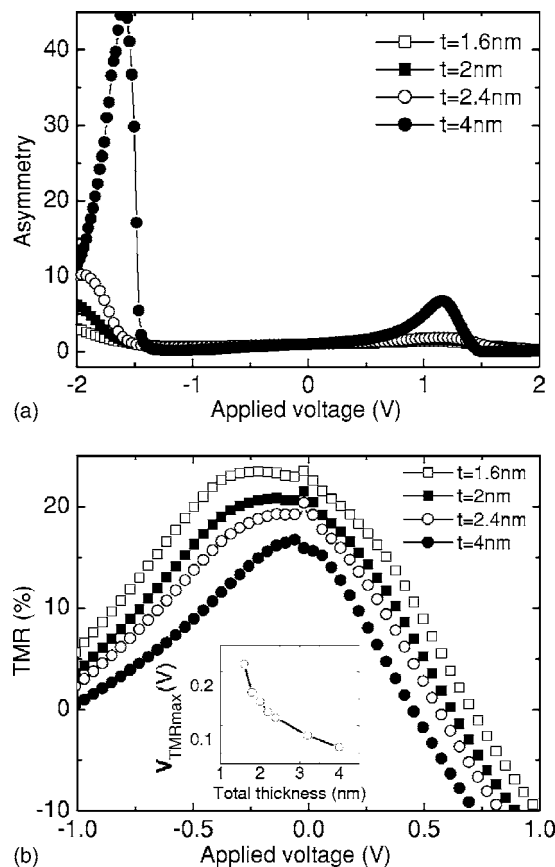 40
30
20
10
0
Asymmetry
t=1.6nm
t=2nm
t=2.4nm
t=4nm
-2 -1 0 1 2
(a) Applied voltage (V)
20
10
0
-10
TMR (%)
t=1.6nm
t=2nm
t=2.4nm
t=4nm
VTMRmax (V)
0.2
0.1
1 2 3 4
Total thickness (nm)
-1.0 -0.5 0.0 0.5 1.0
(b) Applied voltage (V)